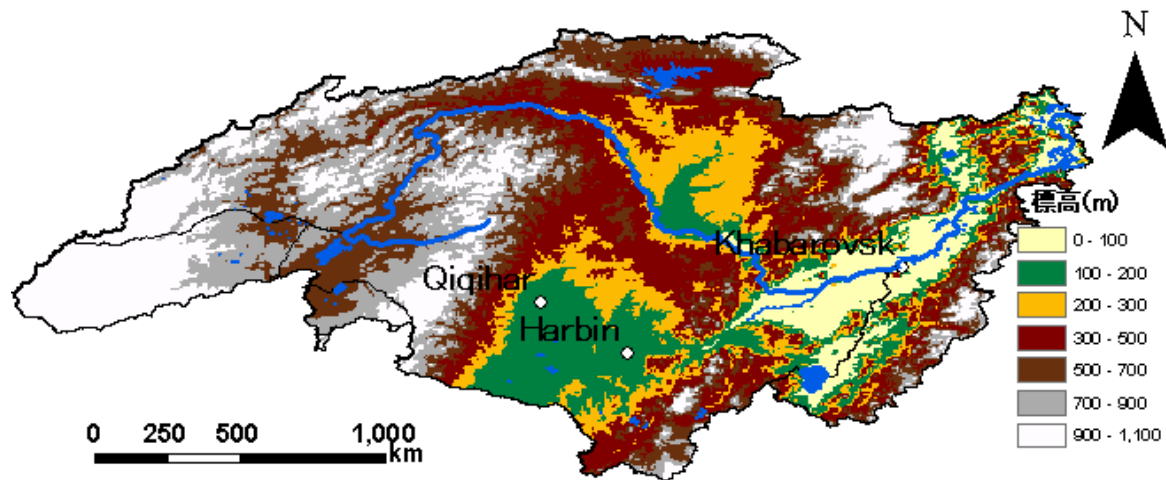 N
標高(m)
0 - 100
100 - 200
200 - 300
300 - 500
500 - 700
700 - 900
900 - 1,100
Khabarovsk
Qiqihar
Harbin
0 250 500 1,000
km